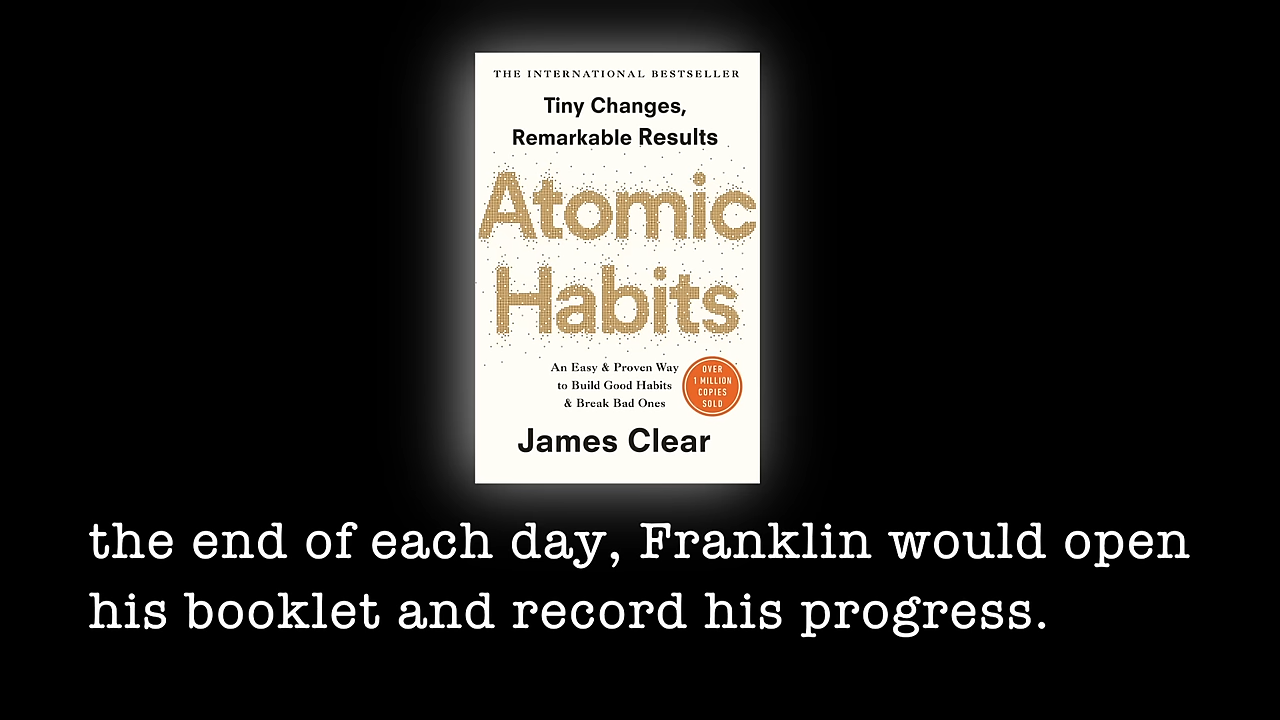 THE INTERNATIONAL BESTSELLER
Tiny Changes,
Remarkable Results
Atomic
Habits
An Easy & Proven Way
to Build Good Habits
& Break Bad Ones
OVER
1 MILLION
COPIES
SOLD
James Clear
the end of each day, Franklin would open
his booklet and record his progress.